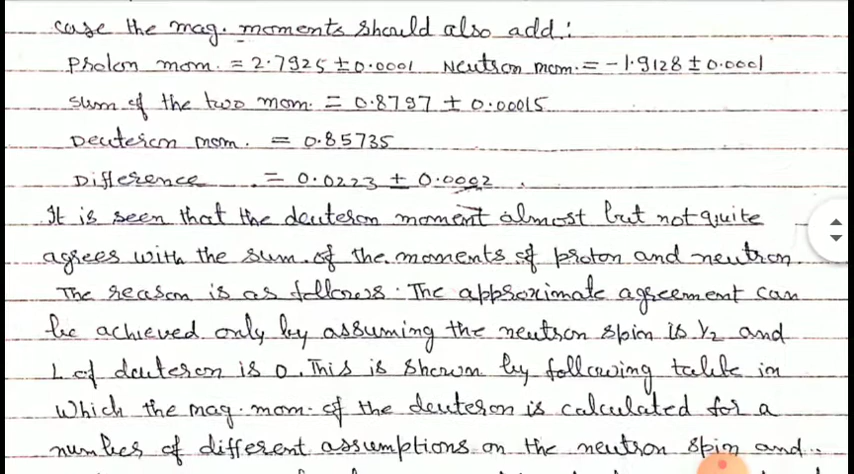 case the mag. moments should also add:
Proton mom. = 2.7925 ± 0.0001 Neutron mom. = -1.9128 ± 0.0001
sum of the two mom. = 0.8797 ± 0.00015
Deuteron mom. = 0.85735
Difference = 0.0223 ± 0.0002.
It is seen that the deuteron moment almost but not quite
agrees with the sum of the moments of proton and neutron.
The reason is as follows. The approximate agreement can
be achieved only by assuming the neutron spin is 1/2 and
L of deuteron is 0. This is shown by following table in
which the mag. mom. of the deuteron is calculated for a
number of different assumptions on the neutron spin and